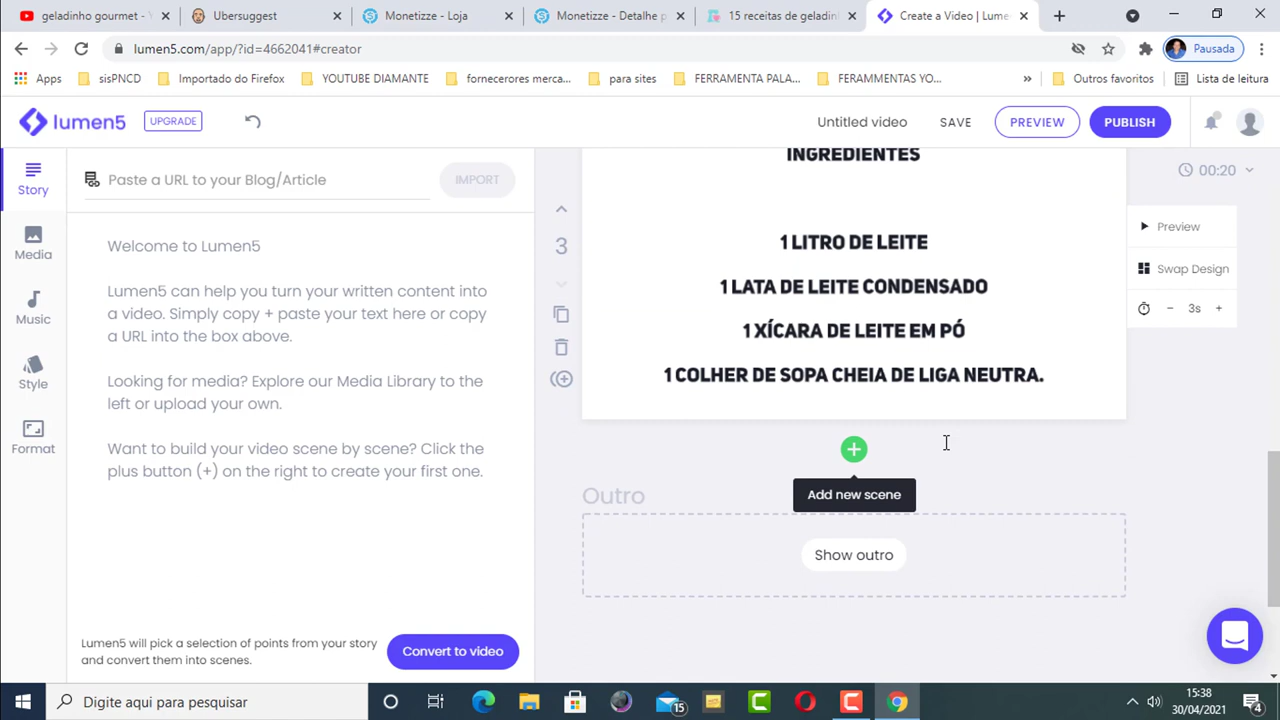 geladinho gourmet - Y
Ubersuggest
Monetizze - Loja
Monetizze - Detalhe p
15 receitas de geladin
Create a Video | Lume
lumen5.com/app/?id=4662041#creator
Pausada
Apps
sisPNCD
Importado do Firefox
YOUTUBE DIAMANTE
fornecerores merca...
para sites
FERRAMENTA PALA...
FERAMMENTAS YO...
»
Outros favoritos
Lista de leitura
lumen5
UPGRADE
Untitled video
SAVE
PREVIEW
PUBLISH
Story
Media
Music
Style
Format
Paste a URL to your Blog/Article
IMPORT
Welcome to Lumen5
Lumen5 can help you turn your written content into
a video. Simply copy + paste your text here or copy
a URL into the box above.
Looking for media? Explore our Media Library to the
left or upload your own.
Want to build your video scene by scene? Click the
plus button (+) on the right to create your first one.
Lumen5 will pick a selection of points from your story
and convert them into scenes.
Convert to video
3
INGREDIENTES
1 LITRO DE LEITE
1 LATA DE LEITE CONDENSADO
1 XÍCARA DE LEITE EM PÓ
1 COLHER DE SOPA CHEIA DE LIGA NEUTRA.
00:20
Preview
Swap Design
- 3s +
Add new scene
Outro
Show outro
Digite aqui para pesquisar
15
15:38
30/04/2021
4